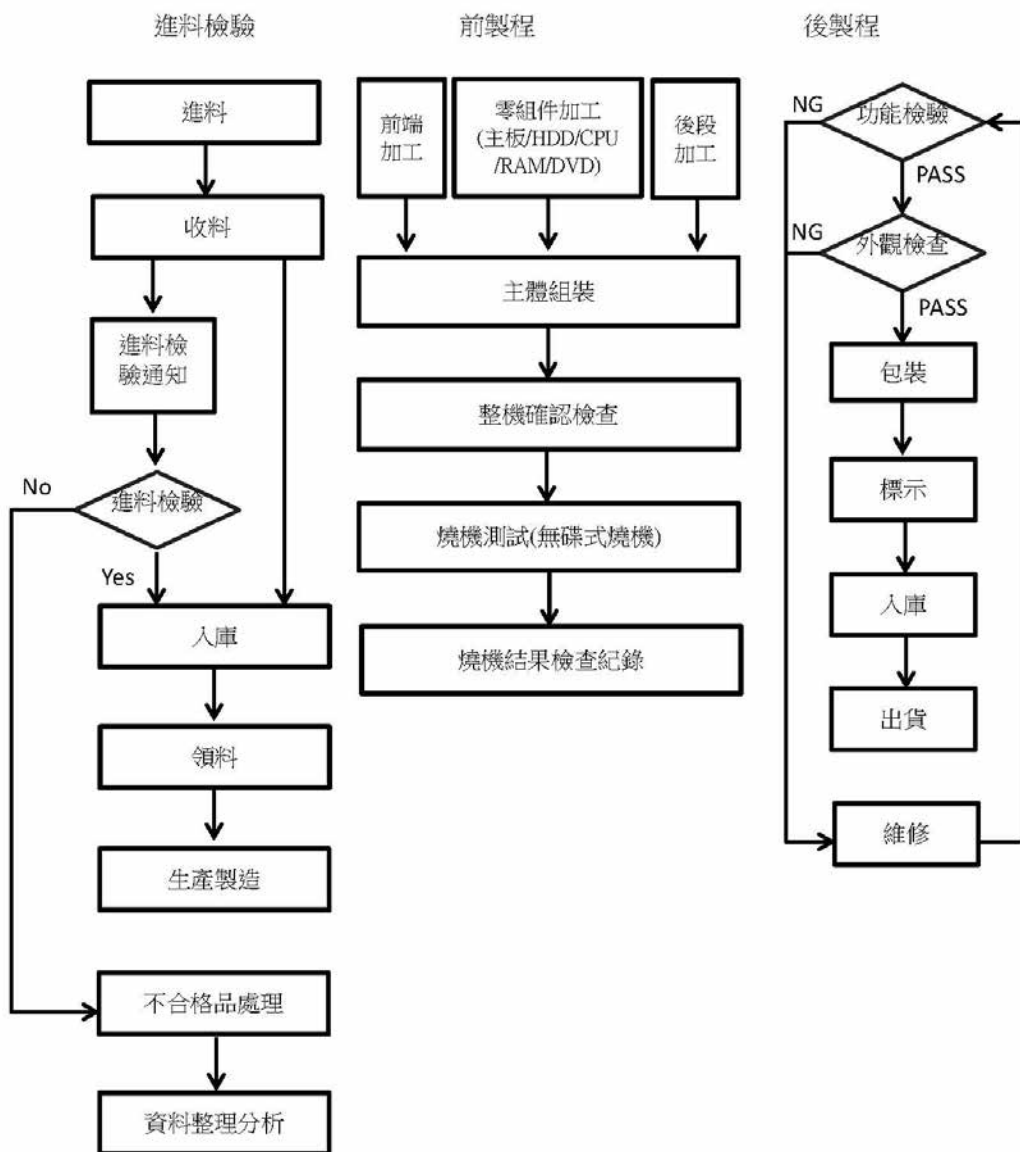 進料檢驗
進料
收料
進料檢
驗通知
進料檢驗
No
Yes
入庫
領料
生產製造
不合格品處理
資料整理分析
前製程
前端
加工
零組件加工
(主板/HDD/CPU
/RAM/DVD)
後段
加工
主體組裝
整機確認檢查
燒機測試(無碟式燒機)
燒機結果檢查紀錄
後製程
功能檢驗
NG
PASS
外觀檢查
NG
PASS
包裝
標示
入庫
出貨
維修